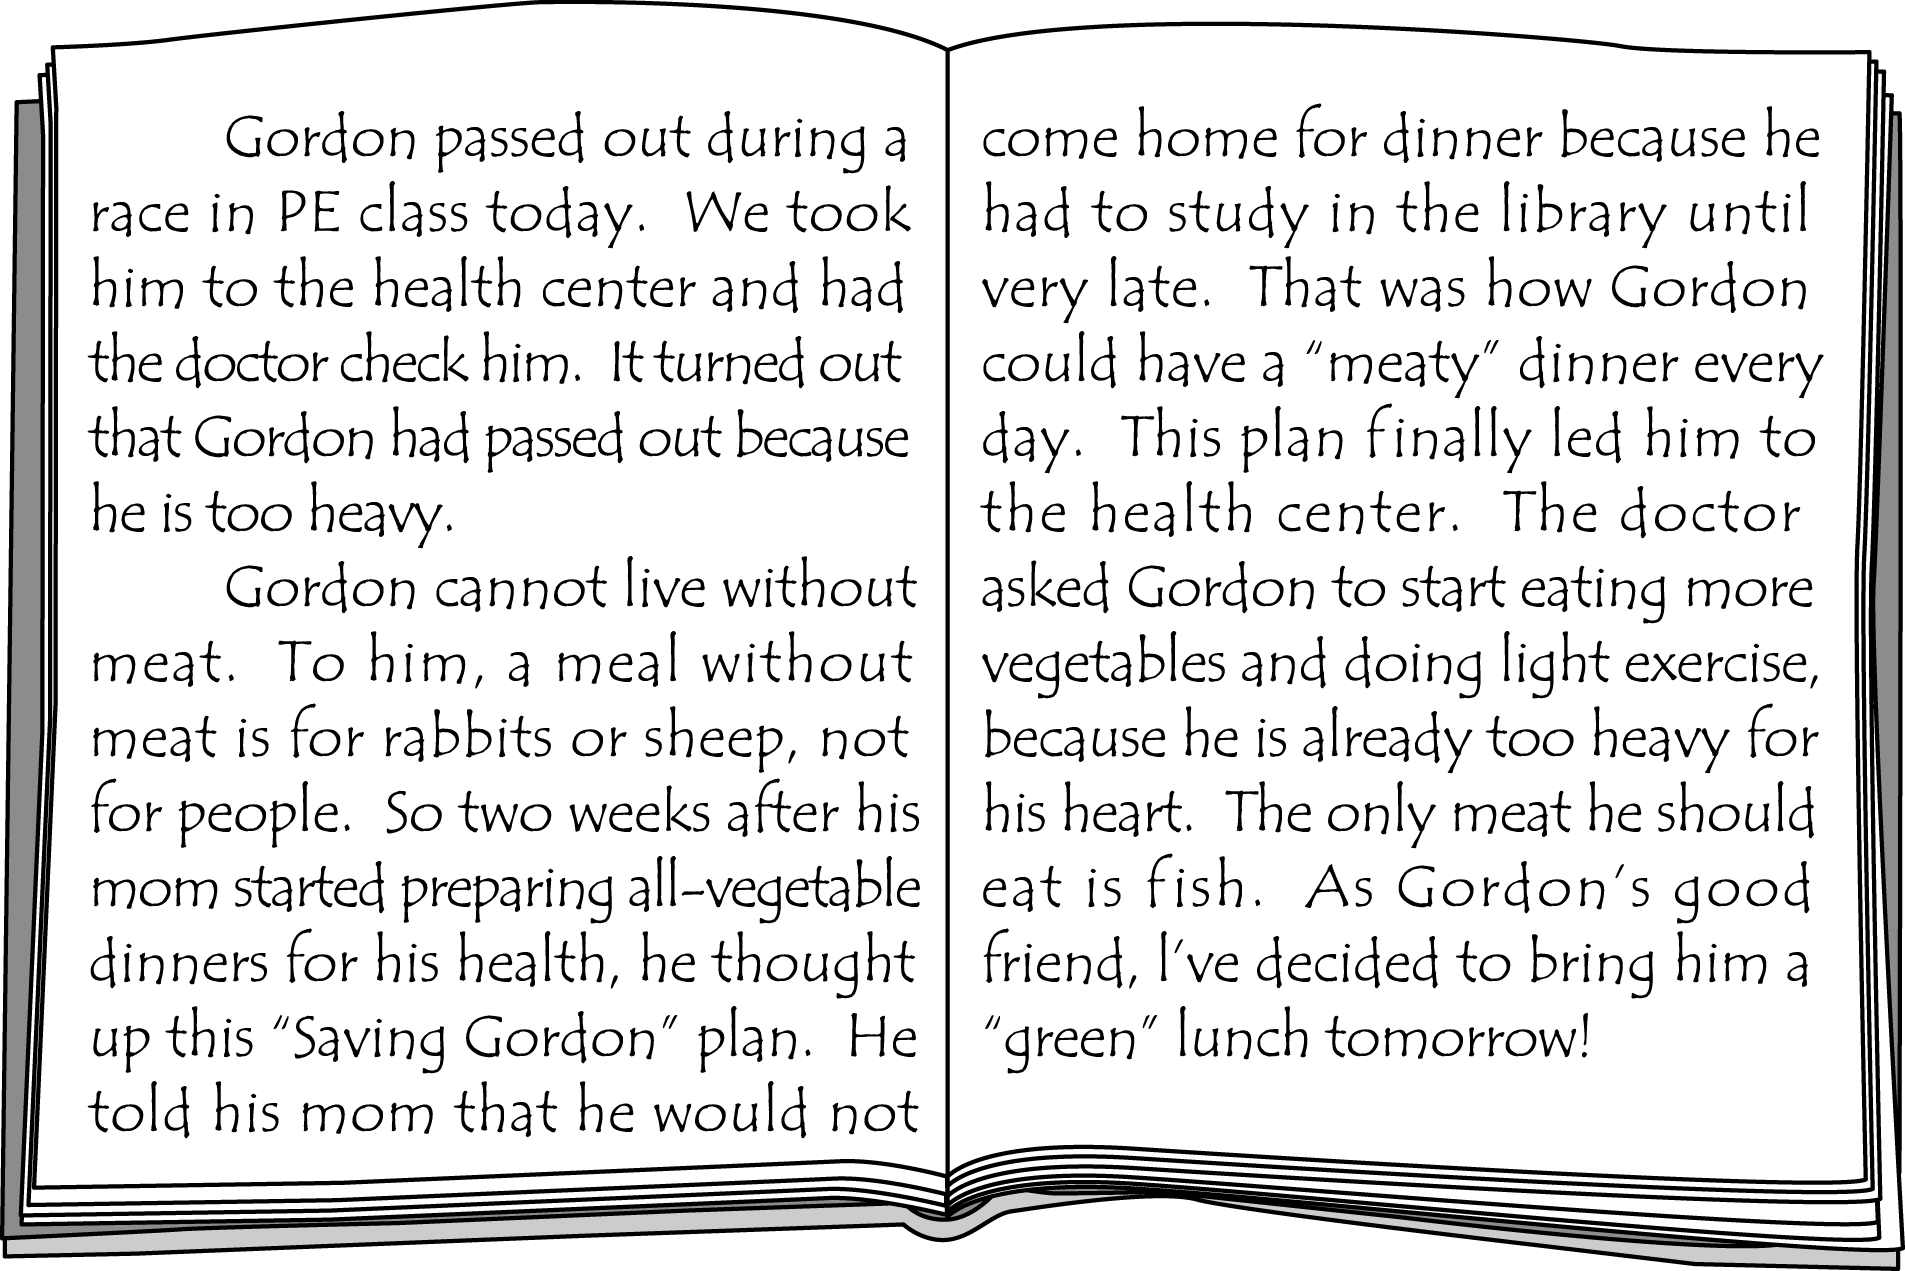 Gordon passed out during a
race in PE class today. We took
him to the health center and had
the doctor check him. It turned out
that Gordon had passed out because
he is too heavy.
Gordon cannot live without
meat. To him, a meal without
meat is for rabbits or sheep, not
for people. So two weeks after his
mom started preparing all-vegetable
dinners for his health, he thought
up this "Saving Gordon" plan. He
told his mom that he would not
come home for dinner because he
had to study in the library until
very late. That was how Gordon
could have a "meaty" dinner every
day. This plan finally led him to
the health center. The doctor
asked Gordon to start eating more
vegetables and doing light exercise,
because he is already too heavy for
his heart. The only meat he should
eat is fish. As Gordon's good
friend, I've decided to bring him a
"green" lunch tomorrow!